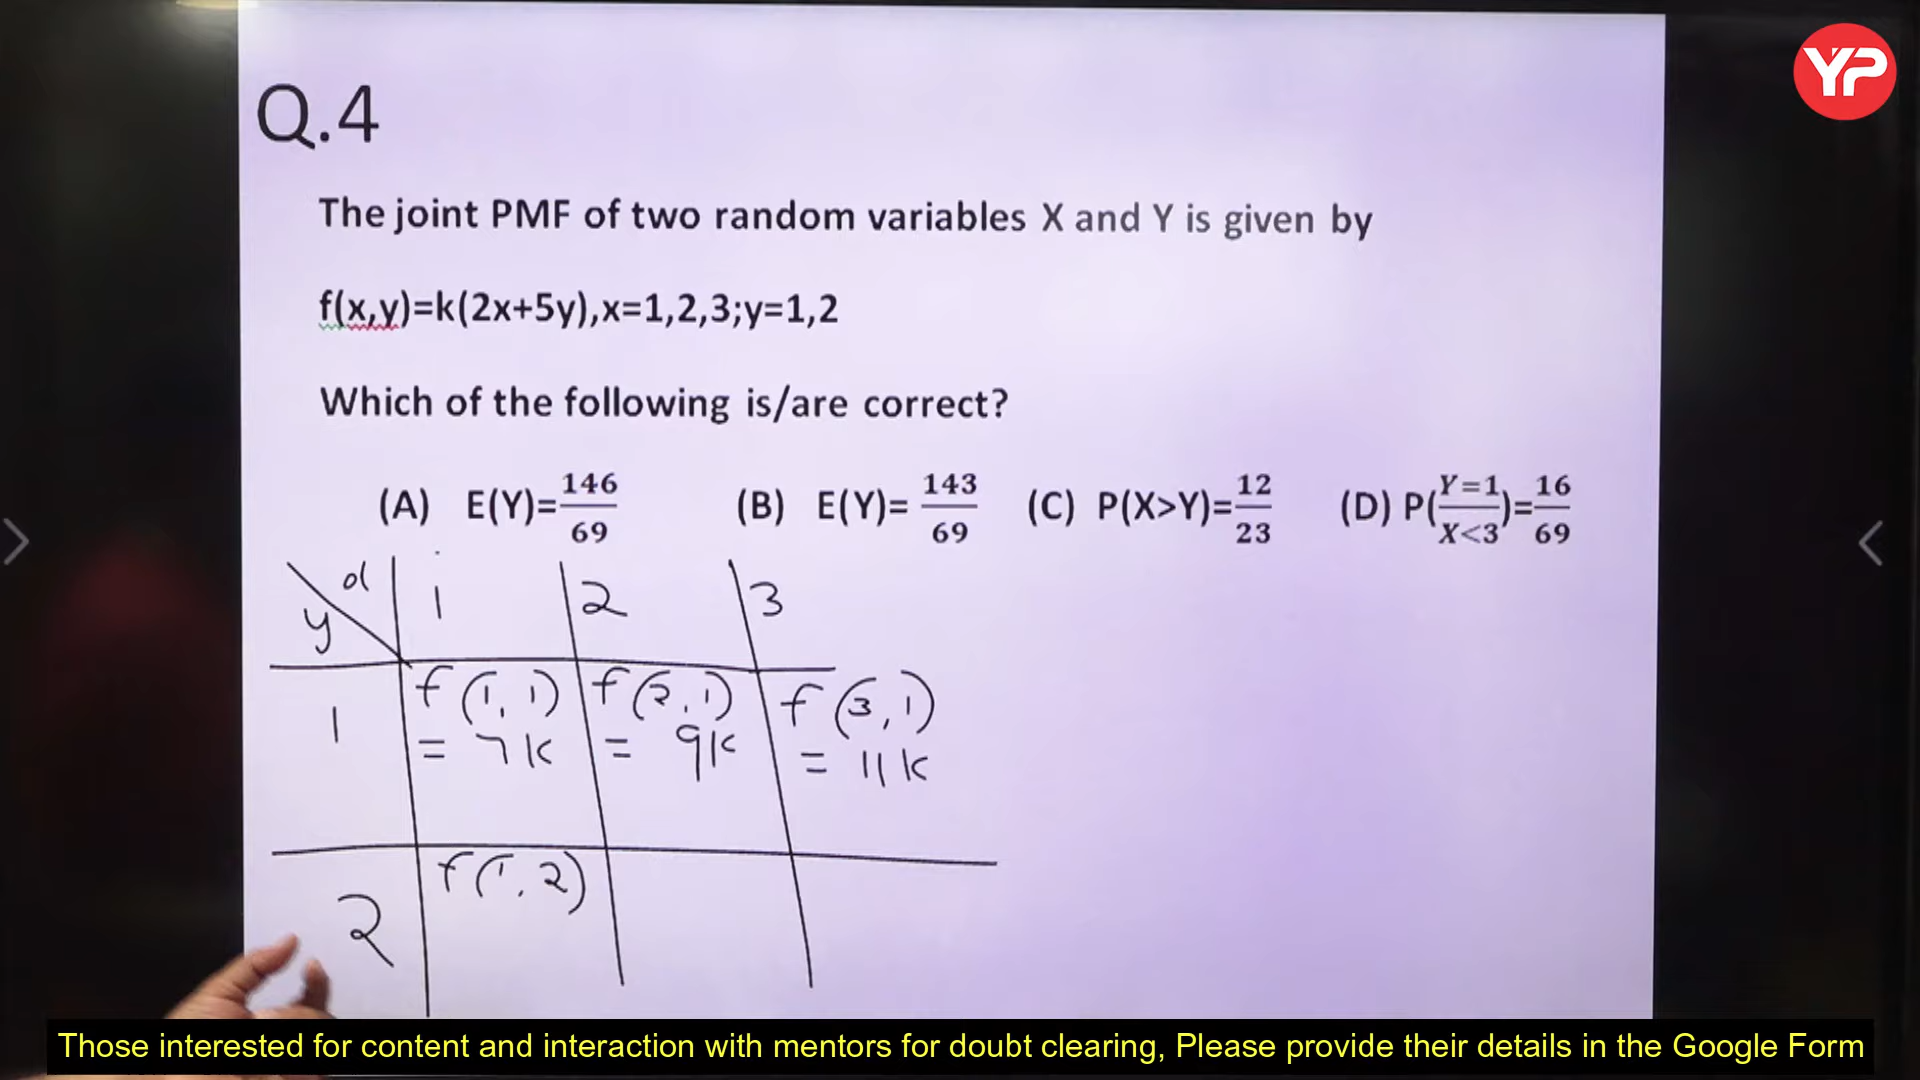 YP
Q.4
The joint PMF of two random variables X and Y is given by
f(x,y)=k(2x+5y),x=1,2,3;y=1,2
Which of the following is/are correct?
(A) E(Y)=146/69 (B) E(Y)= 143/69 (C) P(X>Y)=12/23 (D) P(Y=1/X<3)=16/69
x 1 2 3
y
1 f(1,1) f(2,1) f(3,1)
= 7k = 9k = 11k
2 f(1,2)
Those interested for content and interaction with mentors for doubt clearing, Please provide their details in the Google Form